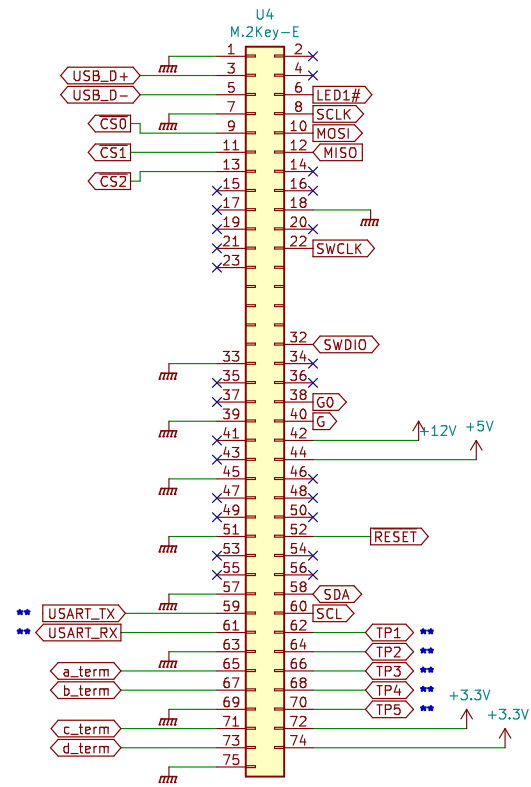 U4
M.2Key-E
1 2
USB_D+ 3 4
USB_D- 5 6 LED1#
7 8 SCLK
CS0 9 10 MOSI
CS1 11 12 MISO
CS2 13 14
15 16
17 18
19 20
21 22 SWCLK
23
32 SWDIO
33 34
35 36
37 38 G0
39 40 G
41 42 +12V +5V
43 44
45 46
47 48
49 50
51 52 RESET
53 54
55 56
57 58 SDA
** USART_TX 59 60 SCL
** USART_RX 61 62 TP1 **
63 64 TP2 **
a_term 65 66 TP3 **
b_term 67 68 TP4 **
69 70 TP5 ** +3.3V
c_term 71 72 +3.3V
d_term 73 74
75